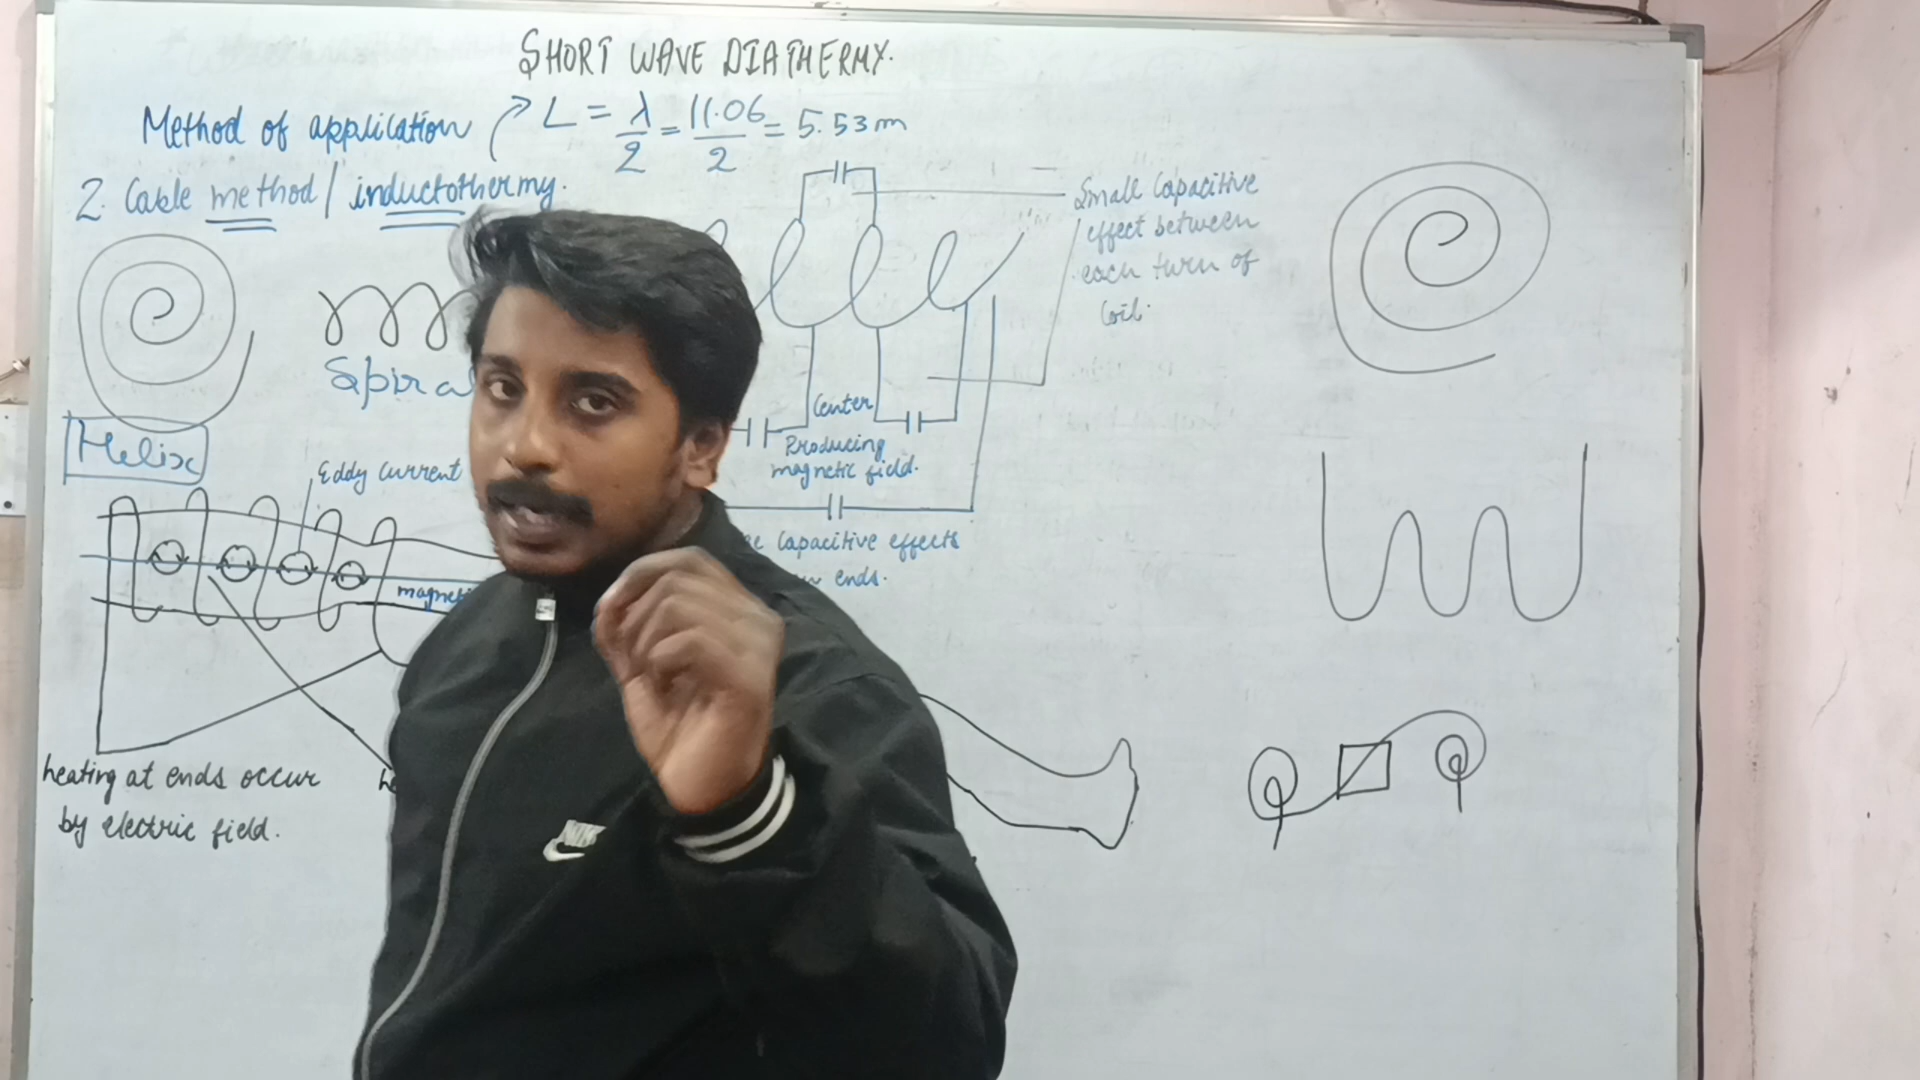 SHORT WAVE DIATHERMY.
Method of application
L = λ/2 = 11.06/2 = 5.53 m
2. Cable method / inductothermy.
Small Capacitive
effect between
each turn of
coil.
Spiral
Helix
Eddy current
Center
Producing
magnetic field.
Capacitive effects
ends.
heating at ends occur
by electric field.
NIKE